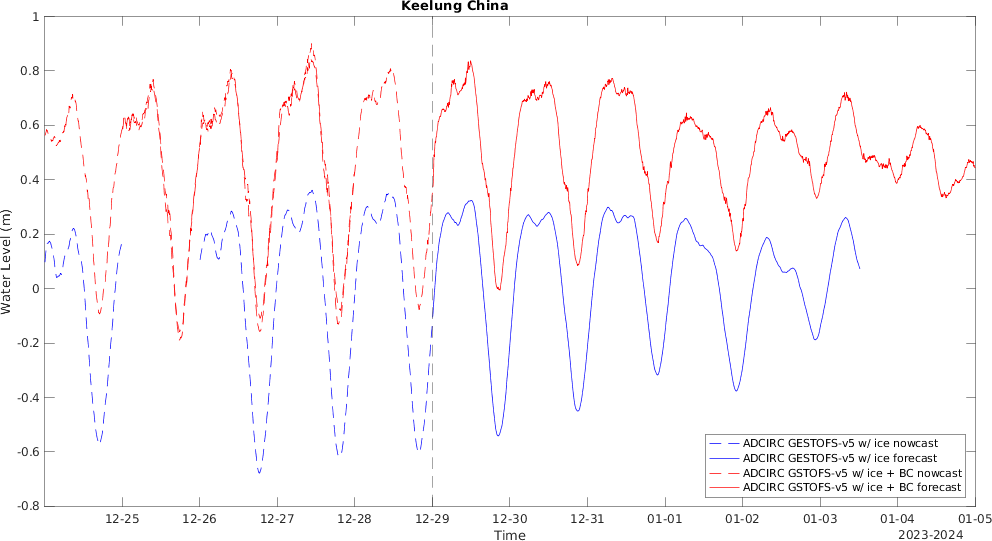 Keelung China
1
0.8
0.6
0.4
0.2
0
-0.2
-0.4
-0.6
-0.8
Water Level (m)
12-25 12-26 12-27 12-28 12-29 12-30 12-31 01-01 01-02 01-03 01-04 01-05
Time
2023-2024
ADCIRC GESTOFS-v5 w/ ice nowcast
ADCIRC GESTOFS-v5 w/ ice forecast
ADCIRC GSTOFS-v5 w/ ice + BC nowcast
ADCIRC GSTOFS-v5 w/ ice + BC forecast